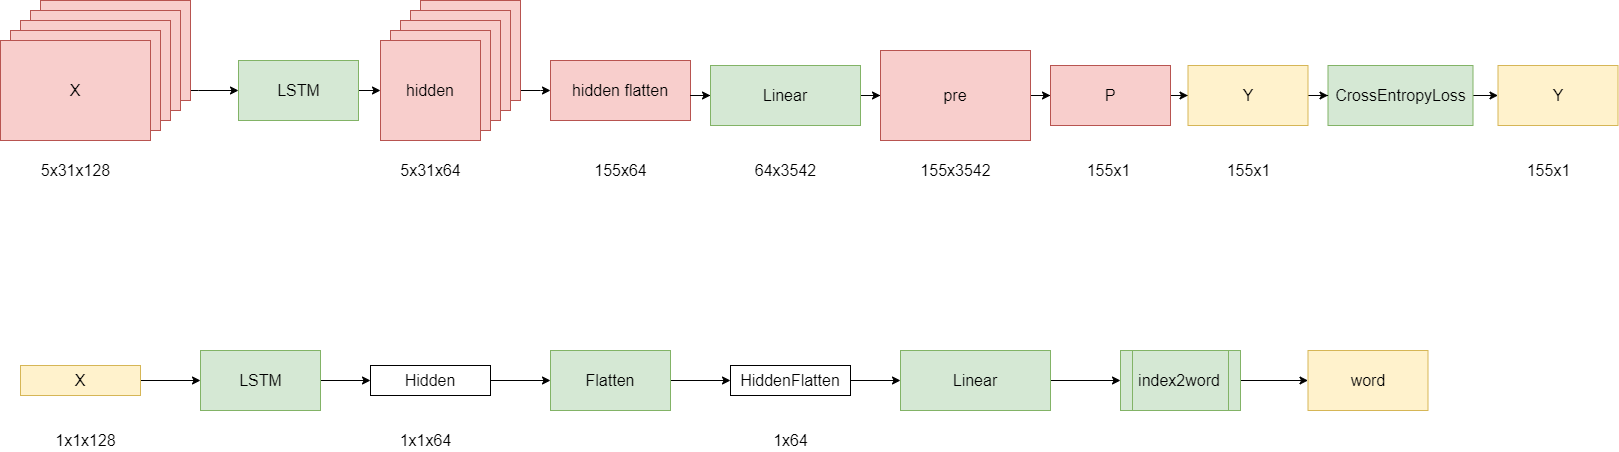 X
LSTM
hidden
hidden flatten
Linear
pre
P
Y
CrossEntropyLoss
Y
5x31x128
5x31x64
155x64
64x3542
155x3542
155x1
155x1
155x1
X
LSTM
Hidden
Flatten
HiddenFlatten
Linear
index2word
word
1x1x128
1x1x64
1x64